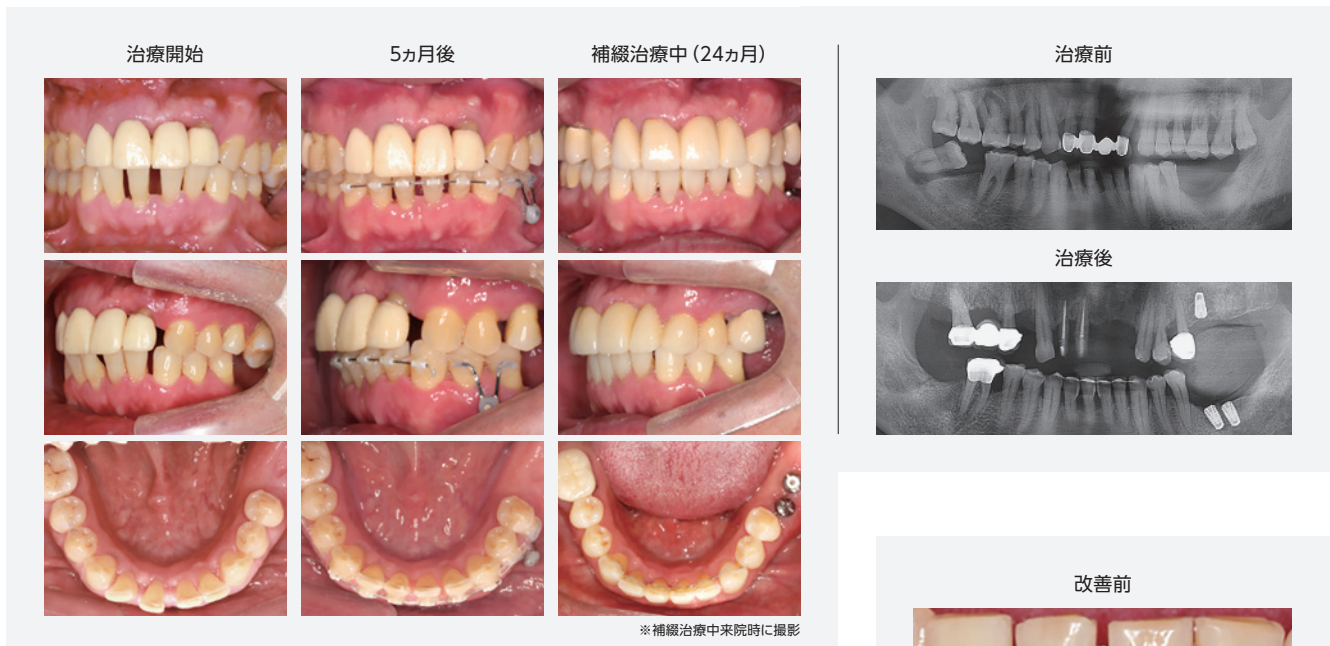 治療開始
5ヵ月後
補綴治療中（24ヵ月）
※補綴治療中来院時に撮影
治療前
治療後
改善前